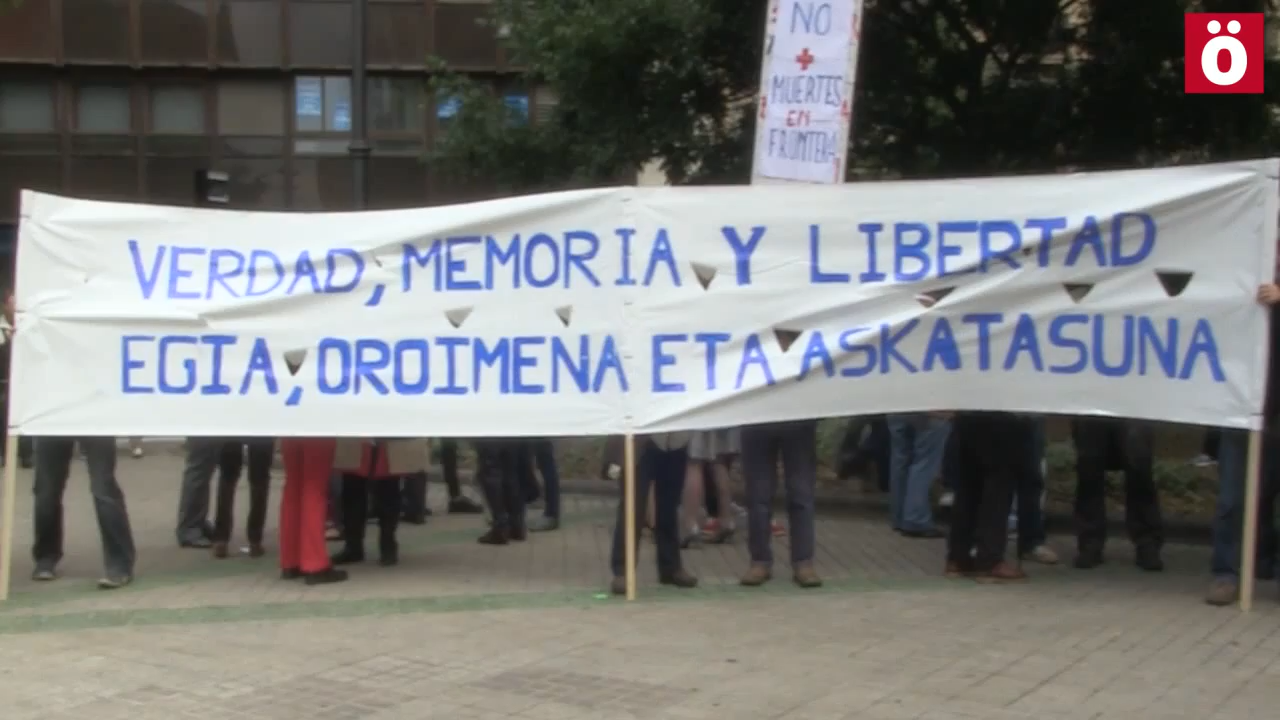 NO
+
MUERTES
EN
FRONTERA
Ö
VERDAD, MEMORIA Y LIBERTAD
EGIA, OROIMENA ETA ASKATASUNA